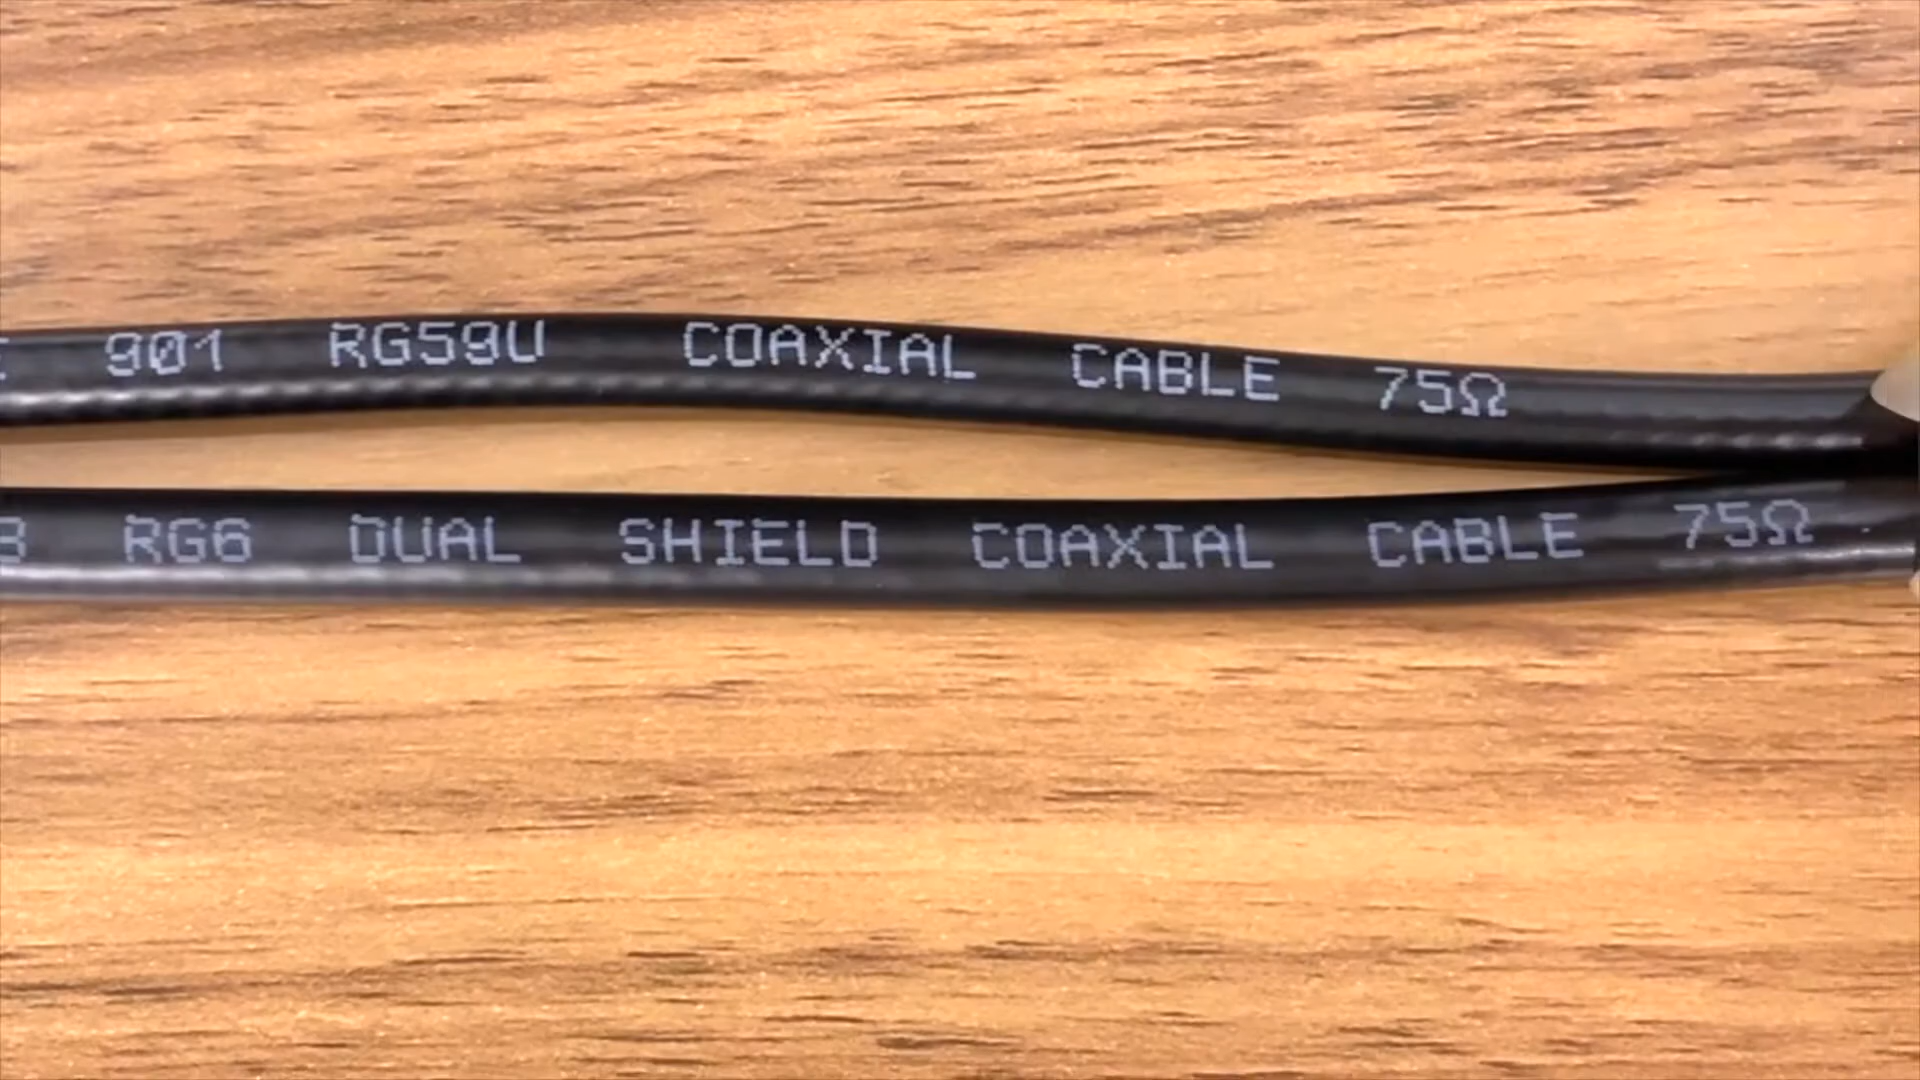 901 RG59U COAXIAL CABLE 75Ω
RG6 DUAL SHIELD COAXIAL CABLE 75Ω